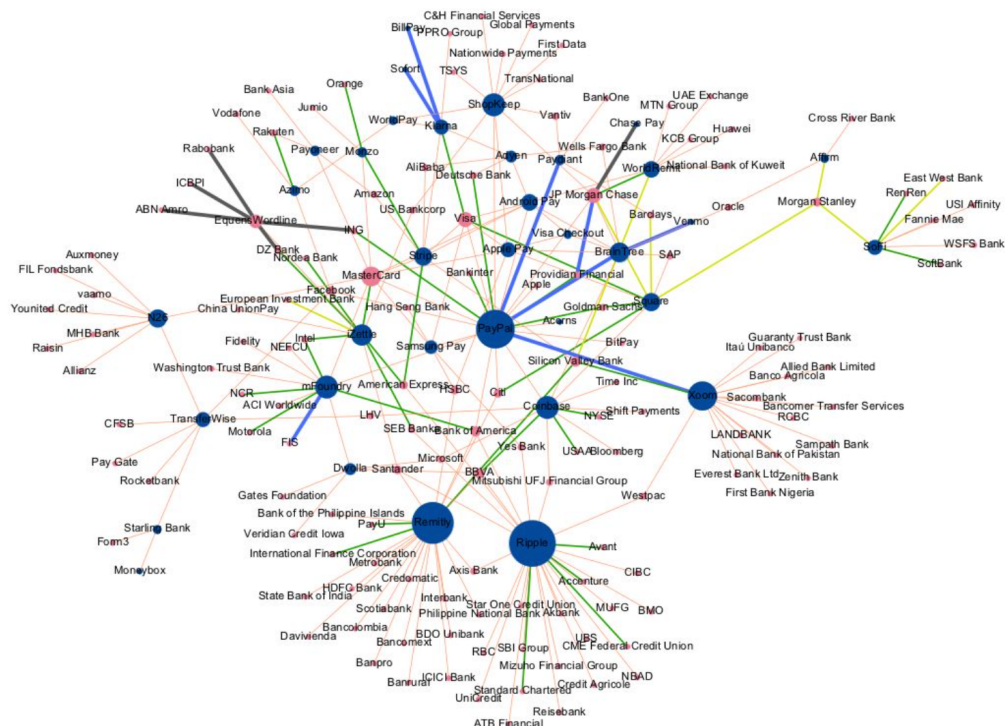 C&H Financial Services
BillPay
PPRO Group
Global Payments
First Data
Nationwide Payments
Sofort
TSYS
TransNational
Orange
Bank Asia
Jumio
ShopKeep
BankOne
UAE Exchange
MTN Group
Vodafone
WorldPay
Klarna
Vantiv
Chase Pay
Huawei
Cross River Bank
Rakuten
KCB Group
Rabobank
Payoneer
Monzo
Adyen
Paydiant
Wells Fargo Bank
WorldRemit
National Bank of Kuwait
Affirm
AliBaba
Deutsche Bank
ICBPI
Azimo
Amazon
JP Morgan Chase
East West Bank
RenRen
ABN Amro
US Bankcorp
Visa
Android Pay
Barclays
Oracle
Morgan Stanley
USI Affinity
EquensWordline
ING
Visa Checkout
Venmo
Fannie Mae
DZ Bank
Nordea Bank
Stripe
Apple Pay
BrainTree
SAP
SoFi
WSFS Bank
Auxmoney
SoftBank
FIL Fondsbank
MasterCard
Bankinter
Providian Financial
Facebook
Apple
vaamo
European Investment Bank
Younited Credit
China UnionPay
Hang Seng Bank
Goldman Sachs
Square
N26
PayPal
Acorns
MHB Bank
Fidelity
Intel
iZettle
BitPay
Guaranty Trust Bank
Raisin
NEFCU
Samsung Pay
Itaú Unibanco
Silicon Valley Bank
Allied Bank Limited
Allianz
Washington Trust Bank
Time Inc
Banco Agricola
NCR
mFoundry
American Express
HSBC
Citi
Xoom
Sacombank
ACI Worldwide
Bancomer Transfer Services
CFSB
TransferWise
LHV
Coinbase
NYSE
Shift Payments
RCBC
Motorola
SEB Banka
Bank of America
LANDBANK
FIS
Yes Bank
USAA
Bloomberg
Sampath Bank
National Bank of Pakistan
Pay Gate
Microsoft
Dwolla
Santander
BBVA
Everest Bank Ltd
Zenith Bank
Rocketbank
Mitsubishi UFJ Financial Group
First Bank Nigeria
Gates Foundation
Westpac
Bank of the Philippine Islands
Starling Bank
PayU
Remitly
Form3
Veridian Credit Iowa
Ripple
Avant
International Finance Corporation
Moneybox
Metrobank
Axis Bank
CIBC
Credomatic
Accenture
State Bank of India
HDFC Bank
Interbank
Star One Credit Union
Scotiabank
Philippine National Bank
Akbank
MUFG
BMO
Bancolombia
Davivienda
BDO Unibank
UBS
Bancomext
RBC
SBI Group
CME Federal Credit Union
Banpro
Mizuho Financial Group
ICICI Bank
NBAD
Banrural
Standard Chartered
Credit Agricole
UniCredit
Reisebank
ATB Financial